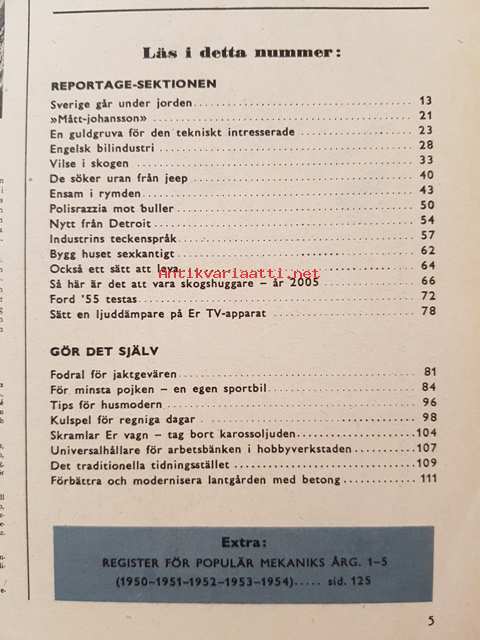 Läs i detta nummer:
REPORTAGE-SEKTIONEN
Sverige går under jorden 13
»Mått-johansson» 21
En guldgruva för den tekniskt intresserade 23
Engelsk bilindustri 28
Vilse i skogen 33
De söker uran från jeep 40
Ensam i rymden 43
Polisrazzia mot buller 50
Nytt från Detroit 54
Industrins teckenspråk 57
Bygg huset sexkantigt 62
Också ett sätt att leva 64
Antikvariaatti.net
Så här är det att vara skogshuggare – år 2005 66
Ford '55 testas 72
Sätt en ljuddämpare på Er TV-apparat 78
GÖR DET SJÄLV
Fodral för jaktgevären 81
För minsta pojken – en egen sportbil 84
Tips för husmodern 96
Kulspel för regniga dagar 98
Skramlar Er vagn – tag bort karossoljuden 104
Universalhållare för arbetsbänken i hobbyverkstaden 107
Det traditionella tidningsstället 109
Förbättra och modernisera lantgården med betong 111
Extra:
REGISTER FÖR POPULÄR MEKANIKS ÅRG. 1–5
(1950–1951–1952–1953–1954)..... sid. 125
5